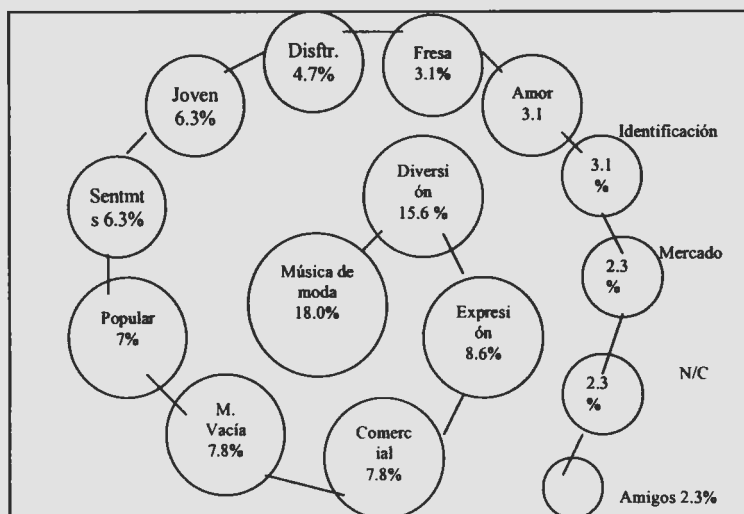 Disftr.
4.7%
Fresa
3.1%
Joven
6.3%
Amor
3.1
Identificación
3.1
%
Diversi
ón
15.6 %
Sentmt
s 6.3%
Mercado
2.3
%
Música de
moda
18.0%
Popular
7%
Expresi
ón
8.6%
N/C
2.3
%
M.
Vacía
7.8%
Comerc
ial
7.8%
Amigos 2.3%